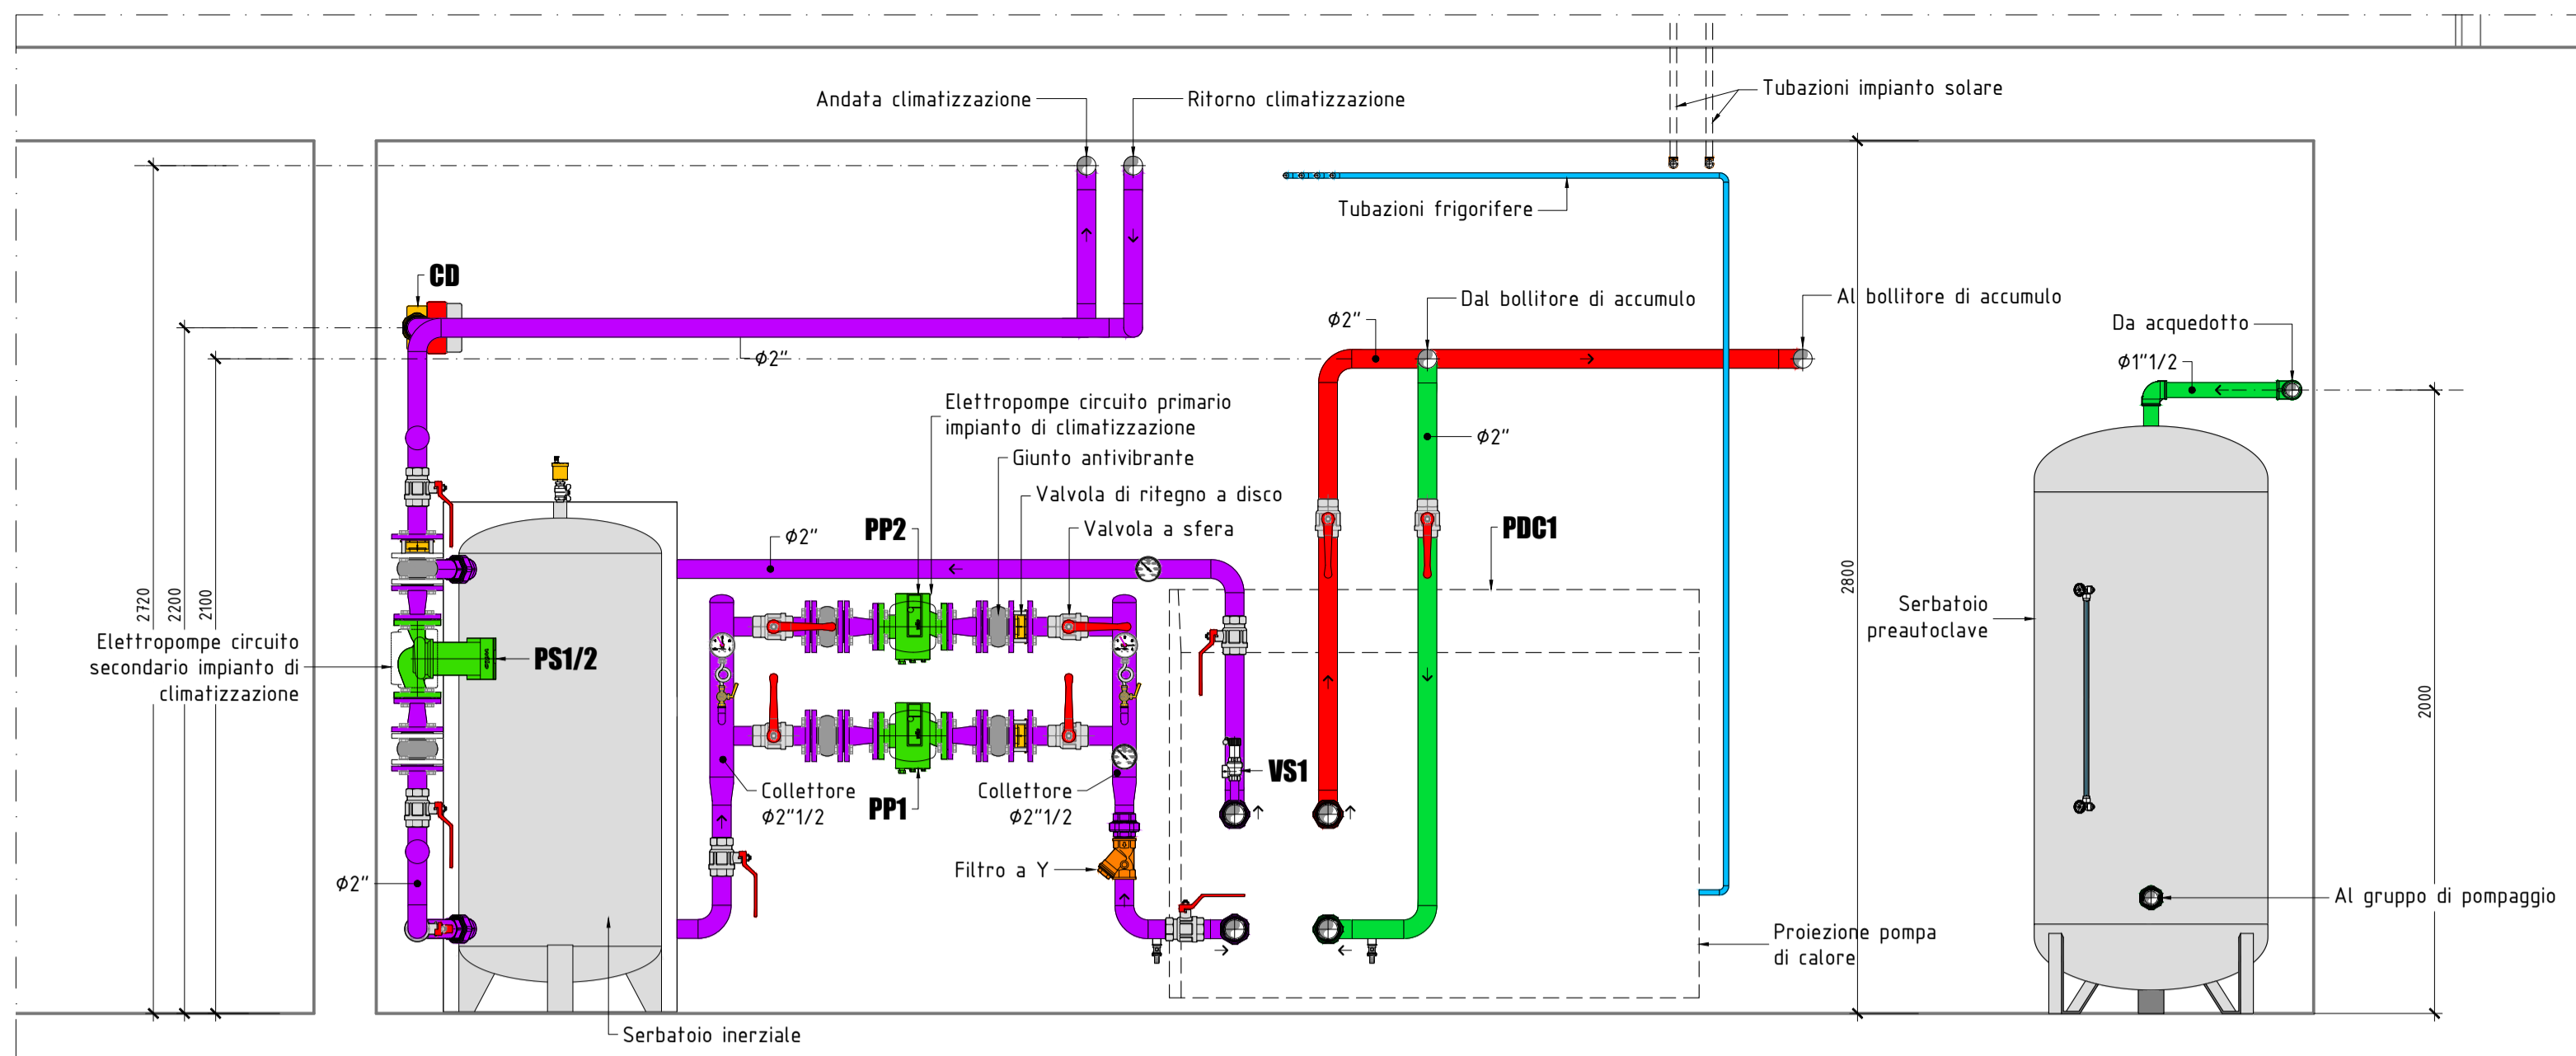 Andata climatizzazione
Ritorno climatizzazione
Tubazioni impianto solare
Tubazioni frigorifere
CD
Dal bollitore di accumulo
Al bollitore di accumulo
ϕ2"
Da acquedotto
ϕ1"1/2
ϕ2"
Elettropompe circuito primario
impianto di climatizzazione
ϕ2"
Giunto antivibrante
Valvola di ritegno a disco
Valvola a sfera
PP2
PDC1
ϕ2"
2720
2200
2100
2800
Serbatoio
preautoclave
Elettropompe circuito
secondario impianto di
climatizzazione
PS1/2
2000
VS1
Collettore
ϕ2"1/2
PP1
Collettore
ϕ2"1/2
Filtro a Y
ϕ2"
Al gruppo di pompaggio
Proiezione pompa
di calore
Serbatoio inerziale